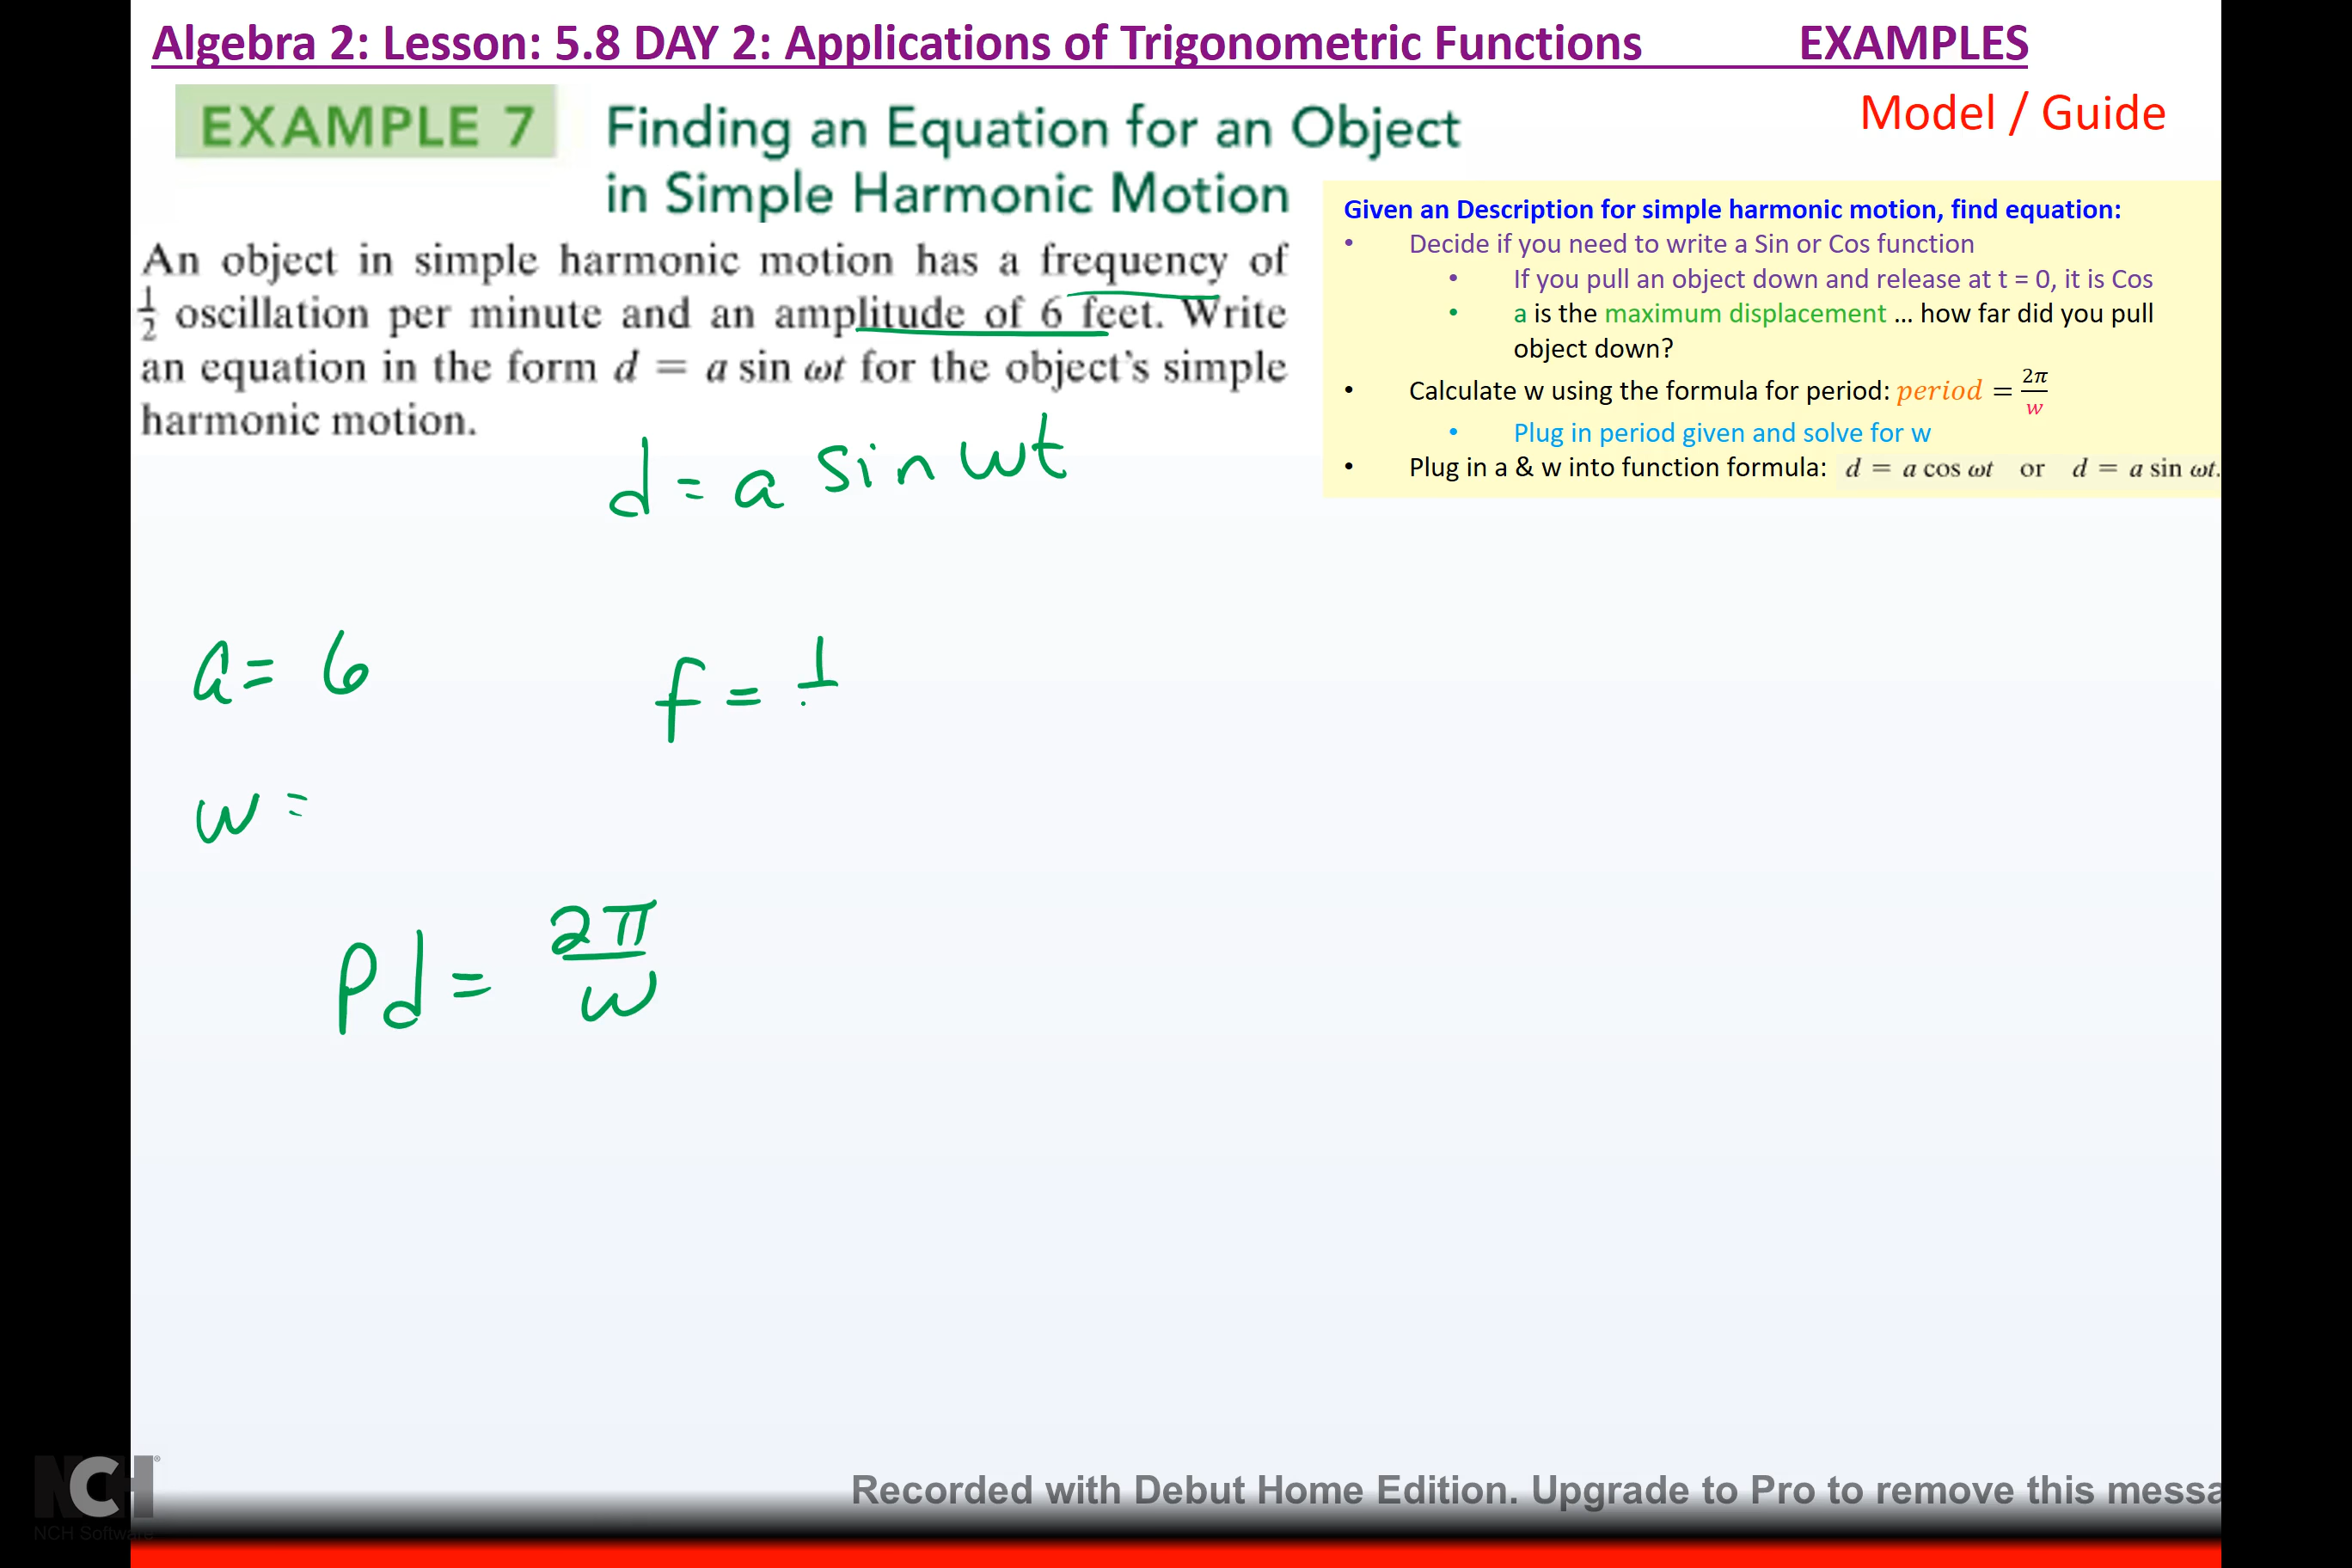 Algebra 2: Lesson: 5.8 DAY 2: Applications of Trigonometric Functions EXAMPLES
Model / Guide
EXAMPLE 7 Finding an Equation for an Object
in Simple Harmonic Motion
An object in simple harmonic motion has a frequency of
1/2 oscillation per minute and an amplitude of 6 feet. Write
an equation in the form d = a sin ωt for the object's simple
harmonic motion.
Given an Description for simple harmonic motion, find equation:
• Decide if you need to write a Sin or Cos function
• If you pull an object down and release at t = 0, it is Cos
• a is the maximum displacement ... how far did you pull
object down?
• Calculate w using the formula for period: period = 2π/w
• Plug in period given and solve for w
• Plug in a & w into function formula: d = a cos ωt or d = a sin ωt.
d = a sin ωt
a = 6
f = 1
w =
Pd = 2π/w
Recorded with Debut Home Edition. Upgrade to Pro to remove this messa
NCH®
NCH Software